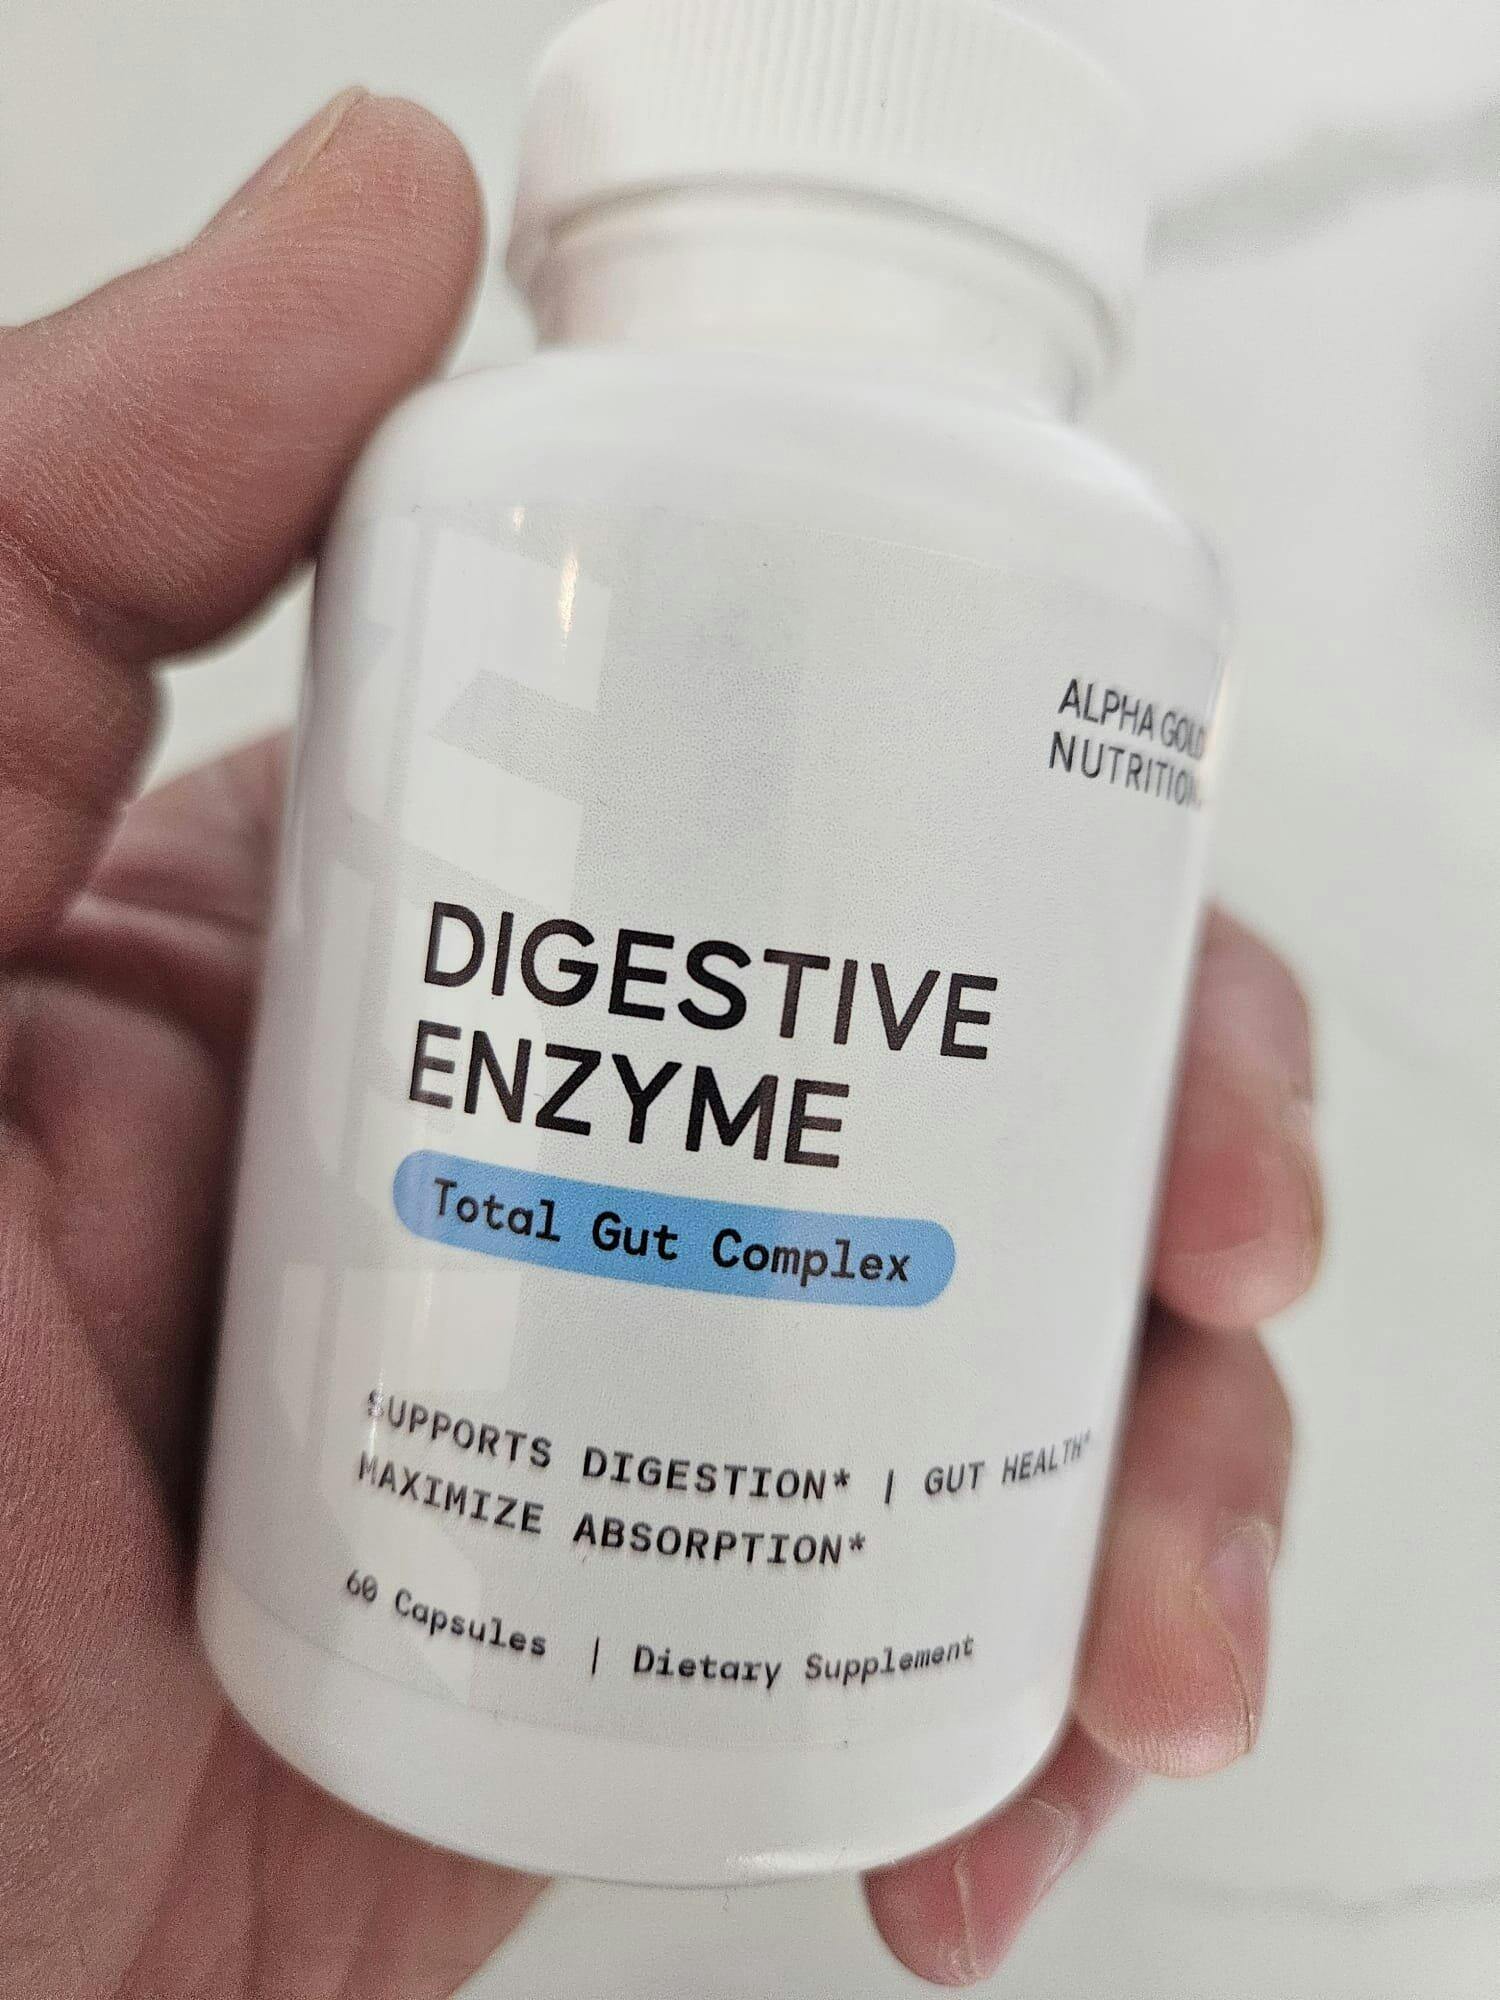 ALPHA GOLD
NUTRITION
DIGESTIVE
ENZYME
Total Gut Complex
SUPPORTS DIGESTION* | GUT HEALTH*
MAXIMIZE ABSORPTION*
60 Capsules | Dietary Supplement